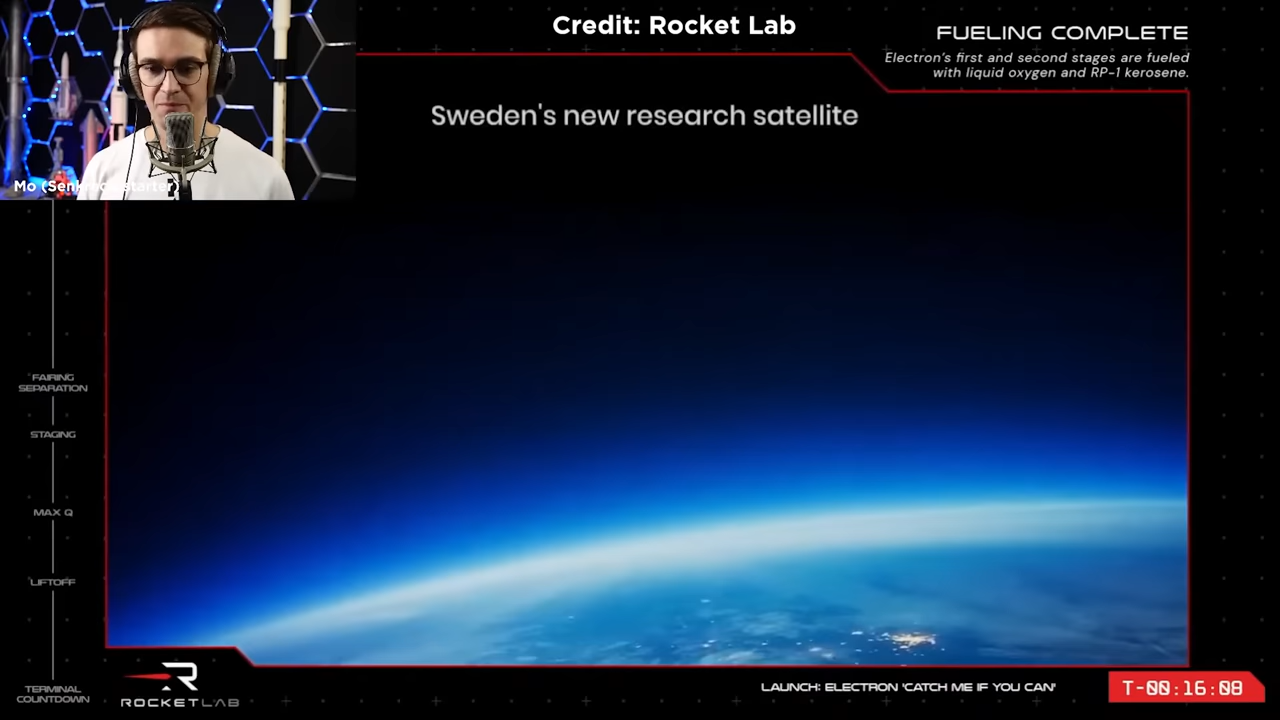 Credit: Rocket Lab
FUELING COMPLETE
Electron's first and second stages are fueled
with liquid oxygen and RP-1 kerosene.
Sweden's new research satellite
Mo (Senkrechtstarter)
FAIRING
SEPARATION
STAGING
MAX Q
LIFTOFF
TERMINAL
COUNTDOWN
ROCKETLAB
LAUNCH: ELECTRON 'CATCH ME IF YOU CAN'
T-00:16:08